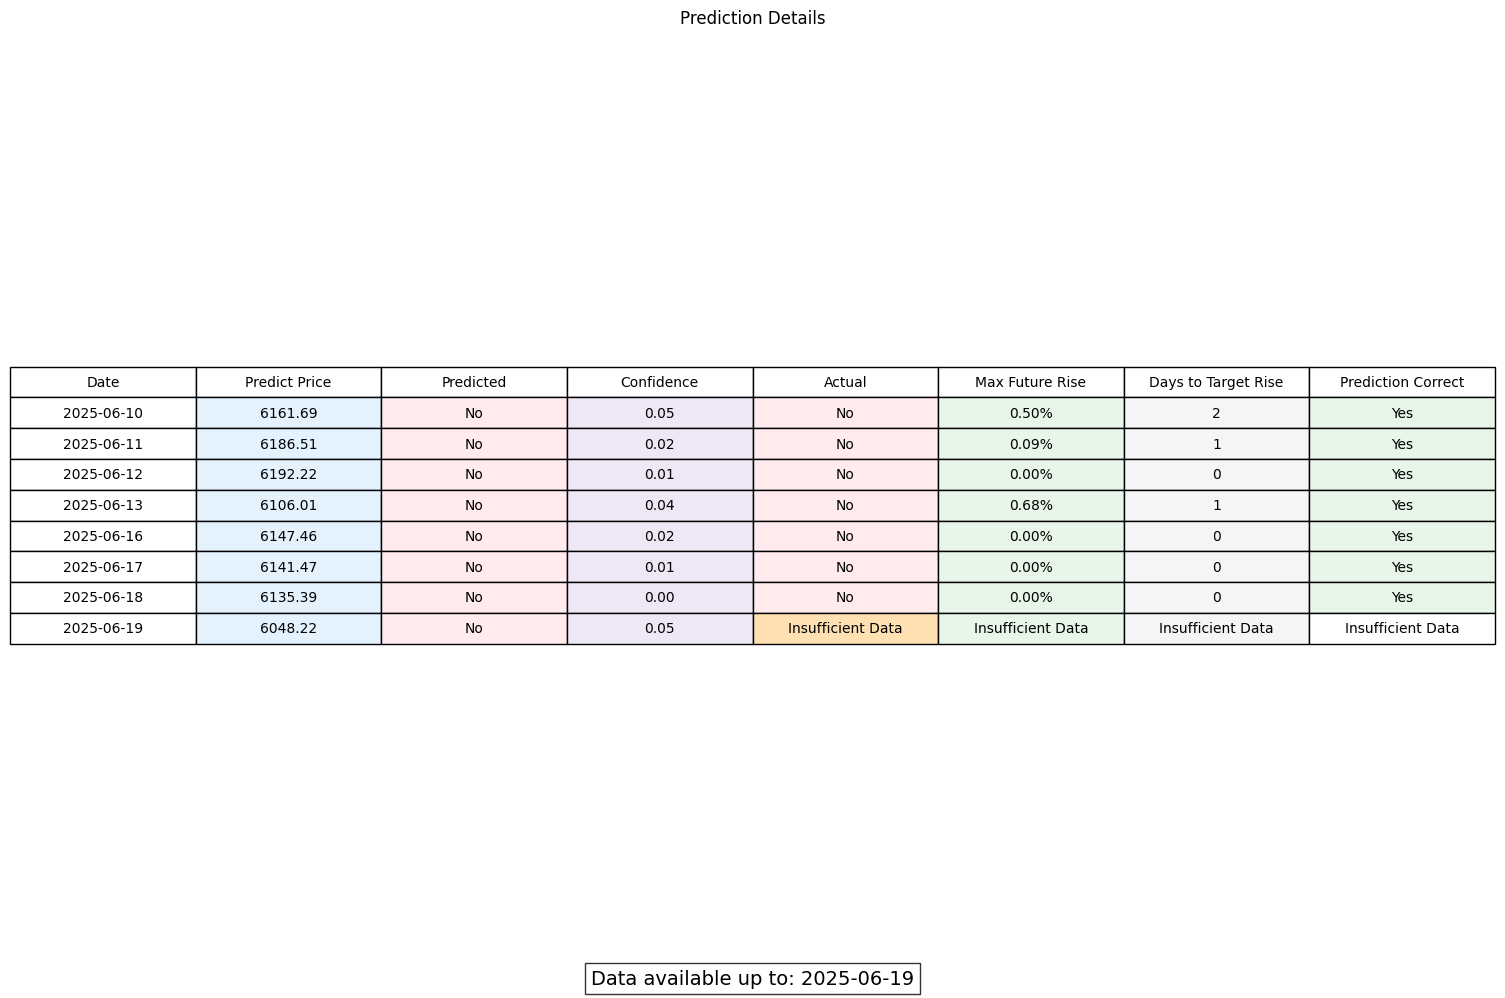 Prediction Details
Date Predict Price Predicted Confidence Actual Max Future Rise Days to Target Rise Prediction Correct
2025-06-10 6161.69 No 0.05 No 0.50% 2 Yes
2025-06-11 6186.51 No 0.02 No 0.09% 1 Yes
2025-06-12 6192.22 No 0.01 No 0.00% 0 Yes
2025-06-13 6106.01 No 0.04 No 0.68% 1 Yes
2025-06-16 6147.46 No 0.02 No 0.00% 0 Yes
2025-06-17 6141.47 No 0.01 No 0.00% 0 Yes
2025-06-18 6135.39 No 0.00 No 0.00% 0 Yes
2025-06-19 6048.22 No 0.05 Insufficient Data Insufficient Data Insufficient Data Insufficient Data
Data available up to: 2025-06-19